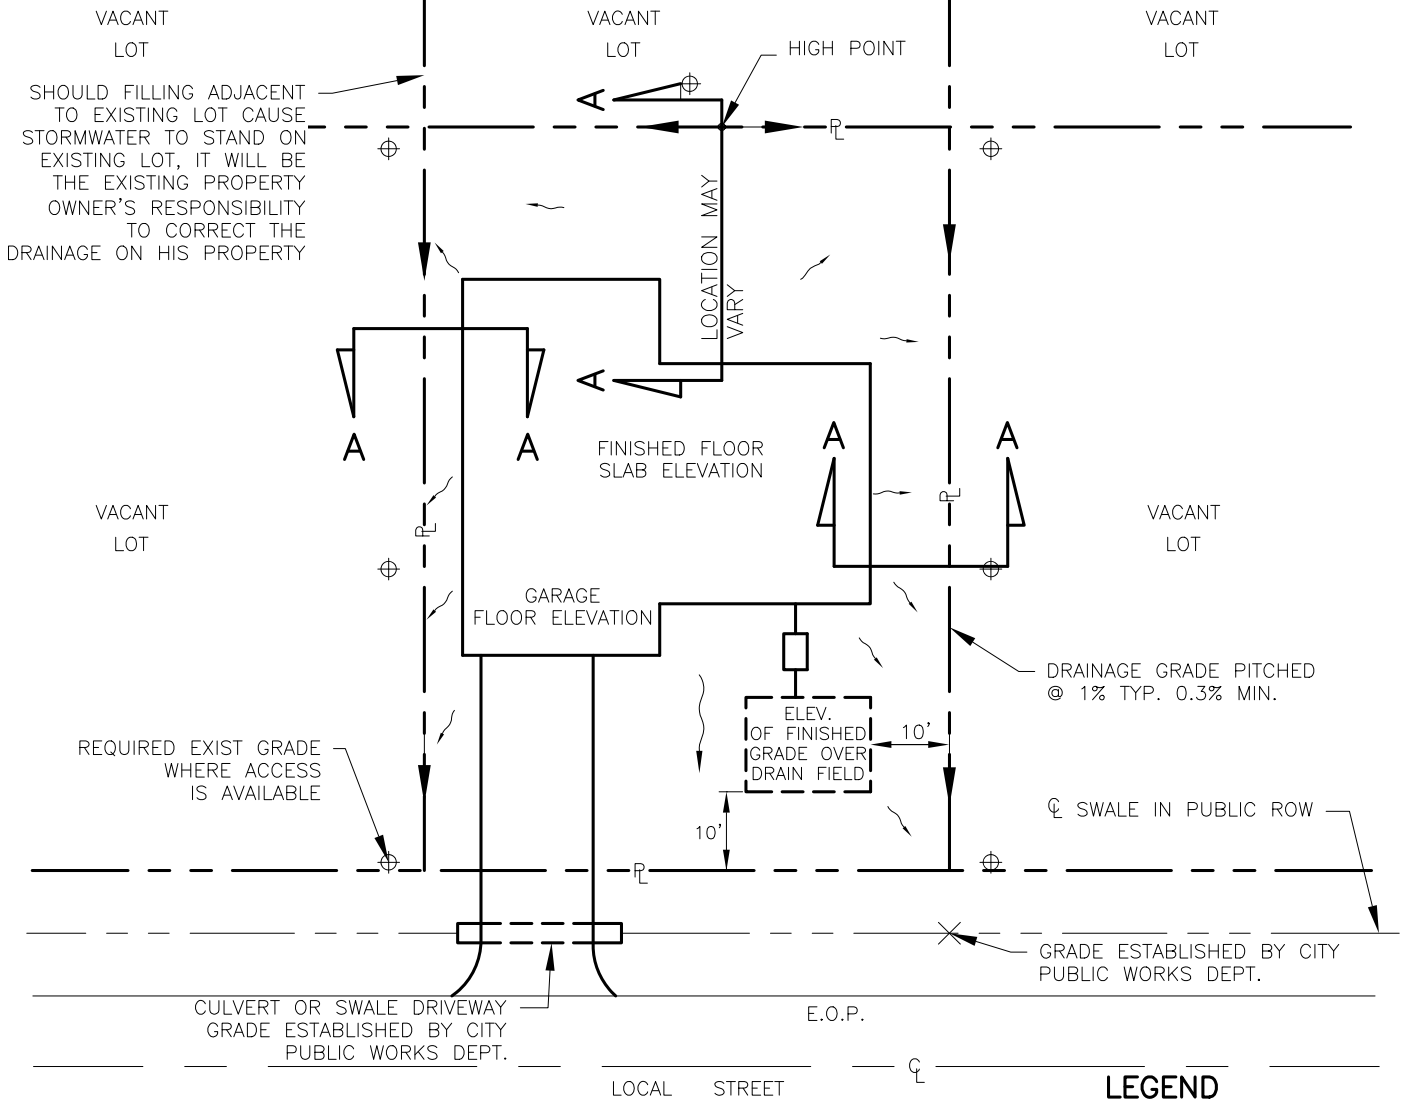 VACANT
LOT
VACANT
LOT
VACANT
LOT
HIGH POINT
SHOULD FILLING ADJACENT
TO EXISTING LOT CAUSE
STORMWATER TO STAND ON
EXISTING LOT, IT WILL BE
THE EXISTING PROPERTY
OWNER'S RESPONSIBILITY
TO CORRECT THE
DRAINAGE ON HIS PROPERTY
A
PL
LOCATION MAY
VARY
A
A
A
A
A
FINISHED FLOOR
SLAB ELEVATION
PL
PL
VACANT
LOT
VACANT
LOT
GARAGE
FLOOR ELEVATION
DRAINAGE GRADE PITCHED
@ 1% TYP. 0.3% MIN.
ELEV.
OF FINISHED
GRADE OVER
DRAIN FIELD
10'
10'
REQUIRED EXIST GRADE
WHERE ACCESS
IS AVAILABLE
CL SWALE IN PUBLIC ROW
PL
GRADE ESTABLISHED BY CITY
PUBLIC WORKS DEPT.
CULVERT OR SWALE DRIVEWAY
GRADE ESTABLISHED BY CITY
PUBLIC WORKS DEPT.
E.O.P.
CL
LOCAL STREET
LEGEND